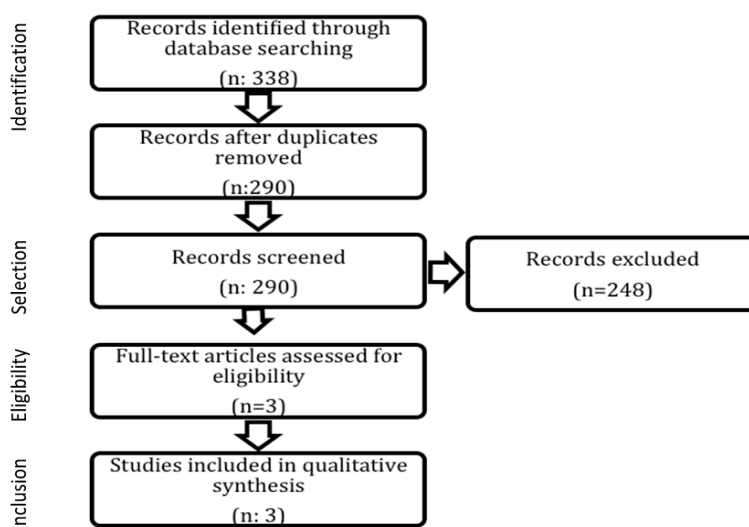 Identification
Records identified through
database searching
(n: 338)
Records after duplicates
removed
(n:290)
Selection
Records screened
(n: 290)
Records excluded
(n=248)
Eligibility
Full-text articles assessed for
eligibility
(n=3)
nclusion
Studies included in qualitative
synthesis
(n: 3)